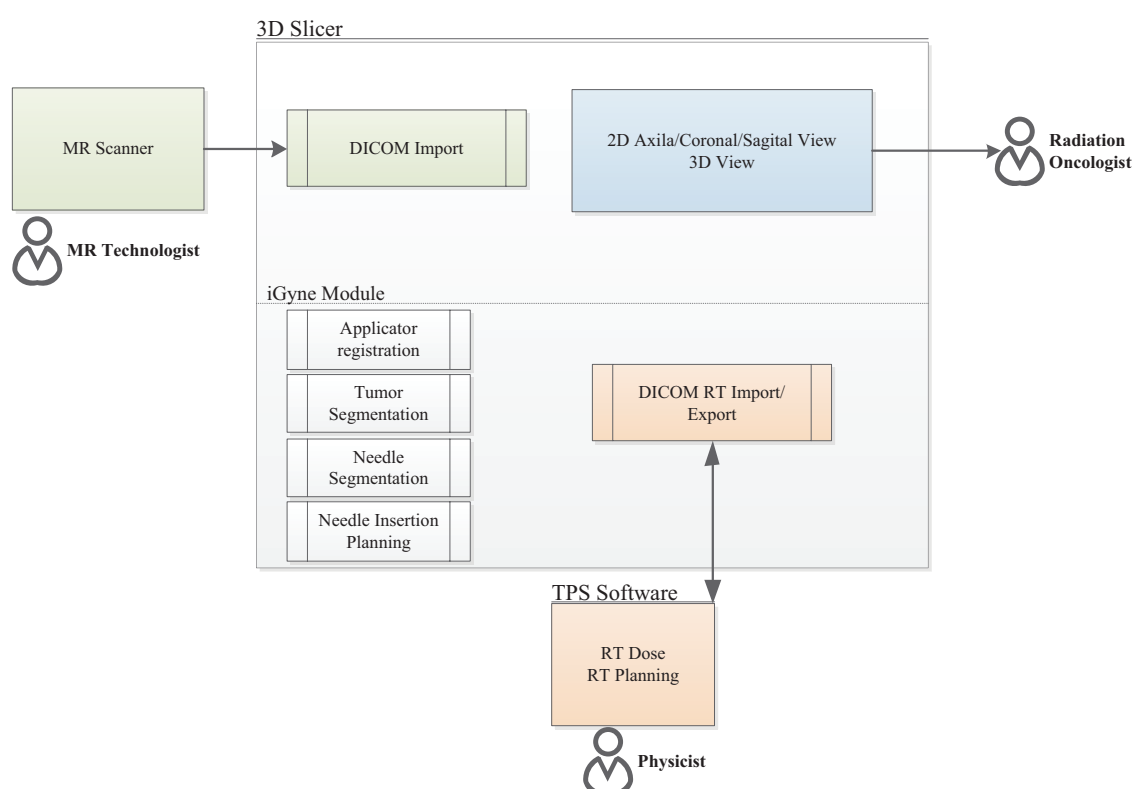 3D Slicer
MR Scanner
MR Technologist
DICOM Import
2D Axila/Coronal/Sagital View
3D View
Radiation
Oncologist
iGyne Module
Applicator
registration
Tumor
Segmentation
Needle
Segmentation
Needle Insertion
Planning
DICOM RT Import/
Export
TPS Software
RT Dose
RT Planning
Physicist